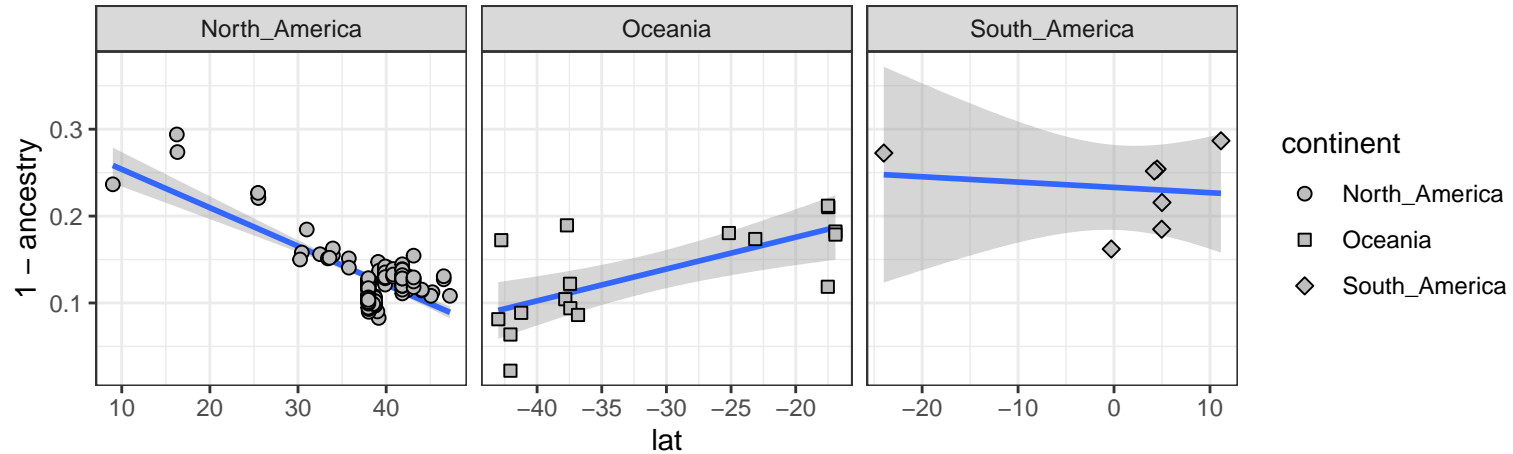 North_America
Oceania
South_America
1 − ancestry
0.3
0.2
0.1
10 20 30 40
−40 −35 −30 −25 −20
−20 −10 0 10
lat
continent
North_America
Oceania
South_America